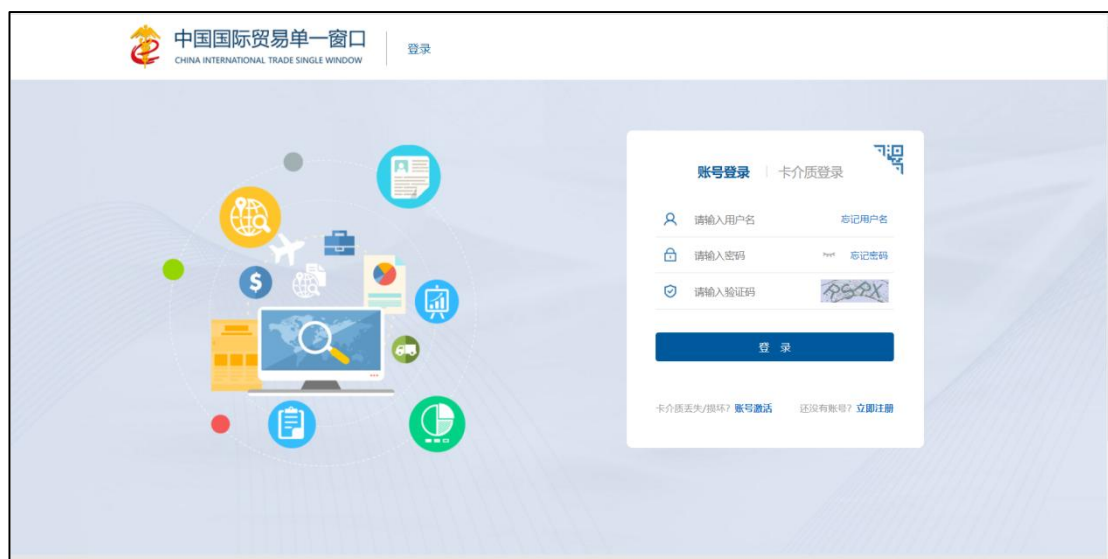 中国国际贸易单一窗口
CHINA INTERNATIONAL TRADE SINGLE WINDOW
登录
账号登录
卡介质登录
请输入用户名 忘记用户名
请输入密码 忘记密码
请输入验证码
登 录
卡介质丢失/损坏? 账号激活 还没有账号? 立即注册